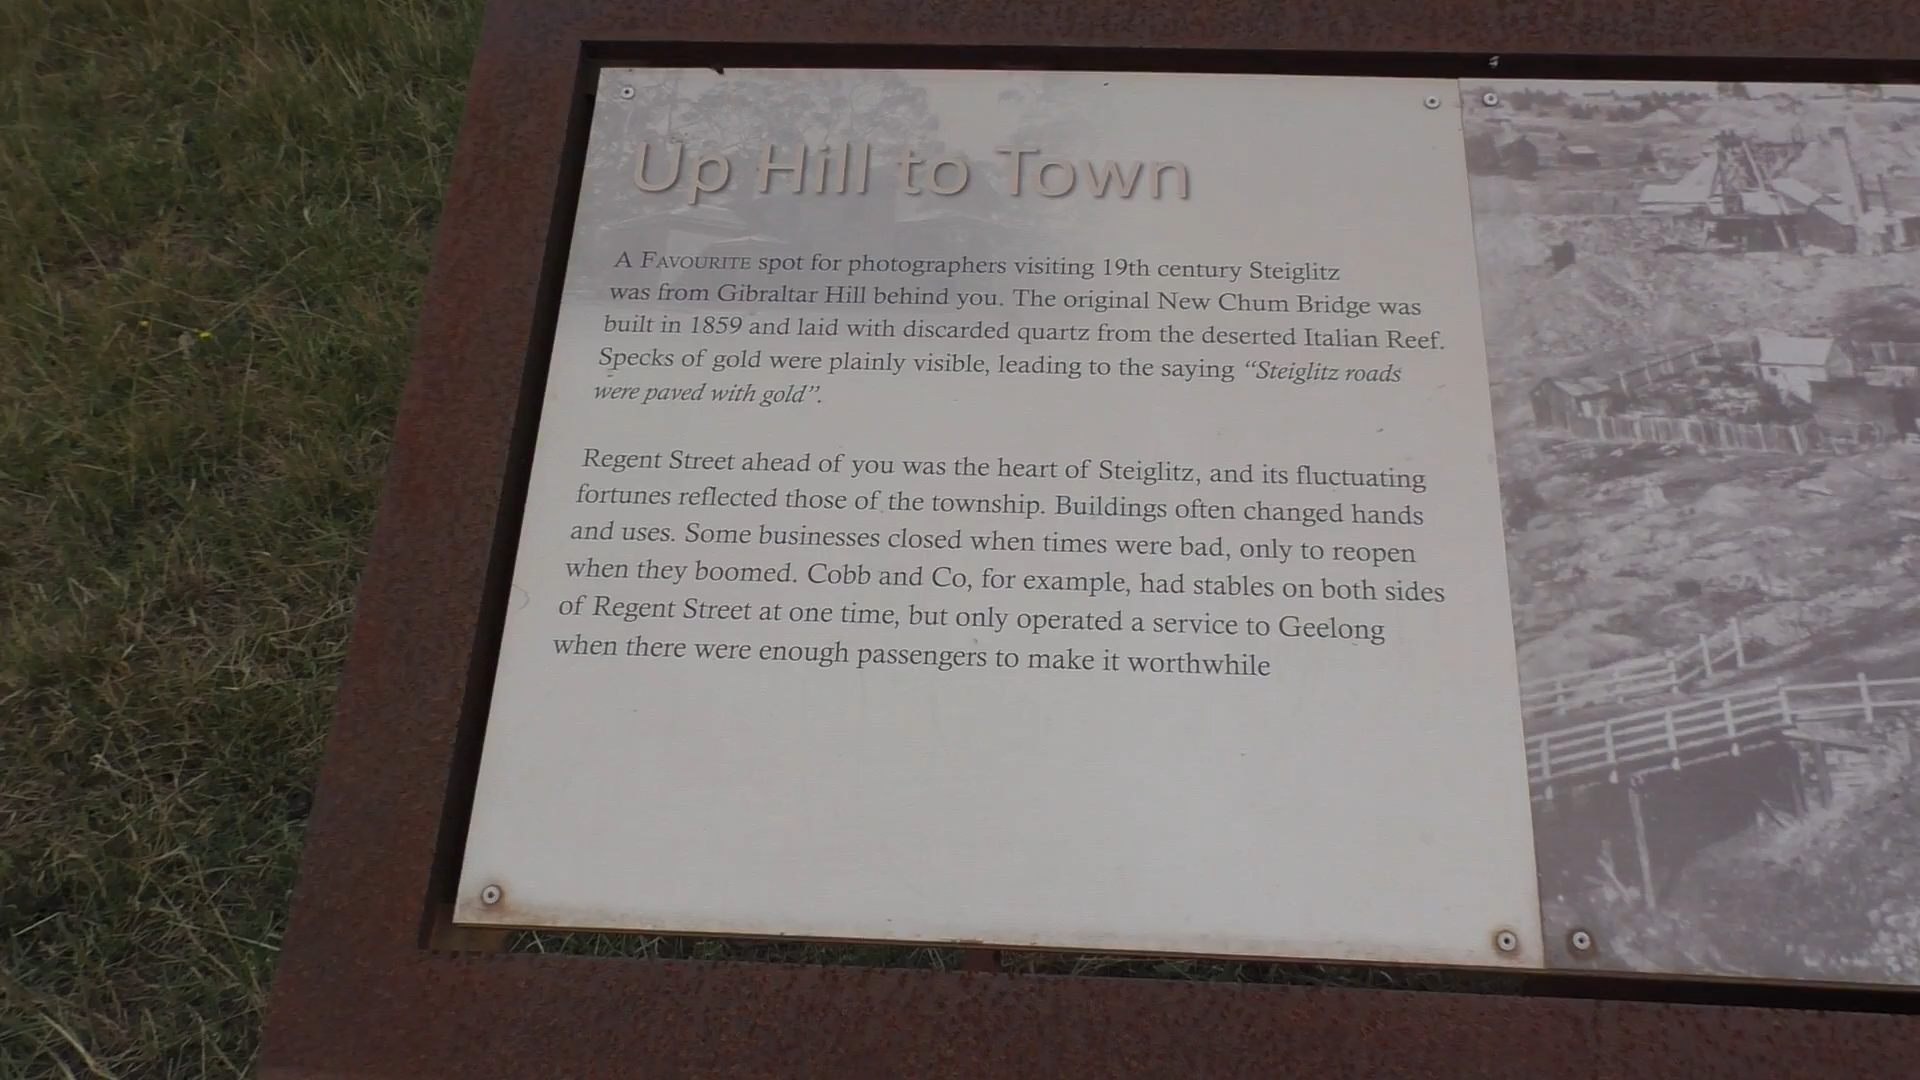 Up Hill to Town
A FAVOURITE spot for photographers visiting 19th century Steiglitz
was from Gibraltar Hill behind you. The original New Chum Bridge was
built in 1859 and laid with discarded quartz from the deserted Italian Reef.
Specks of gold were plainly visible, leading to the saying “Steiglitz roads
were paved with gold”.
Regent Street ahead of you was the heart of Steiglitz, and its fluctuating
fortunes reflected those of the township. Buildings often changed hands
and uses. Some businesses closed when times were bad, only to reopen
when they boomed. Cobb and Co, for example, had stables on both sides
of Regent Street at one time, but only operated a service to Geelong
when there were enough passengers to make it worthwhile